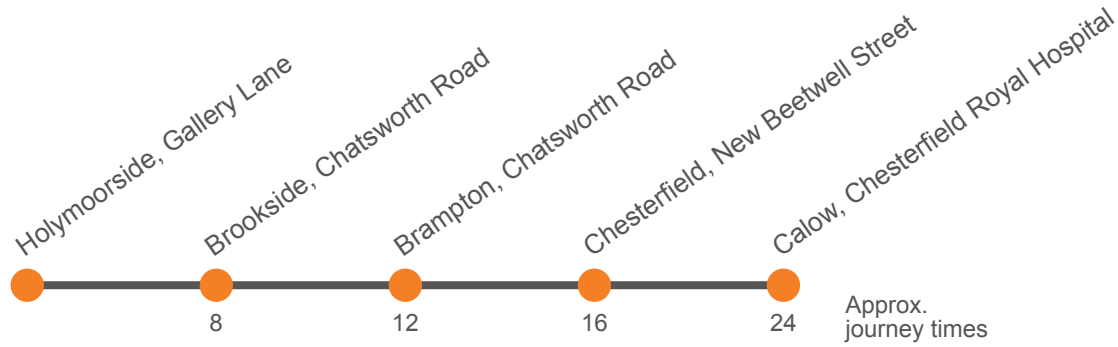 Holymoorside, Gallery Lane
Brookside, Chatsworth Road
Brampton, Chatsworth Road
Chesterfield, New Beetwell Street
Calow, Chesterfield Royal Hospital
8
12
16
24
Approx.
journey times